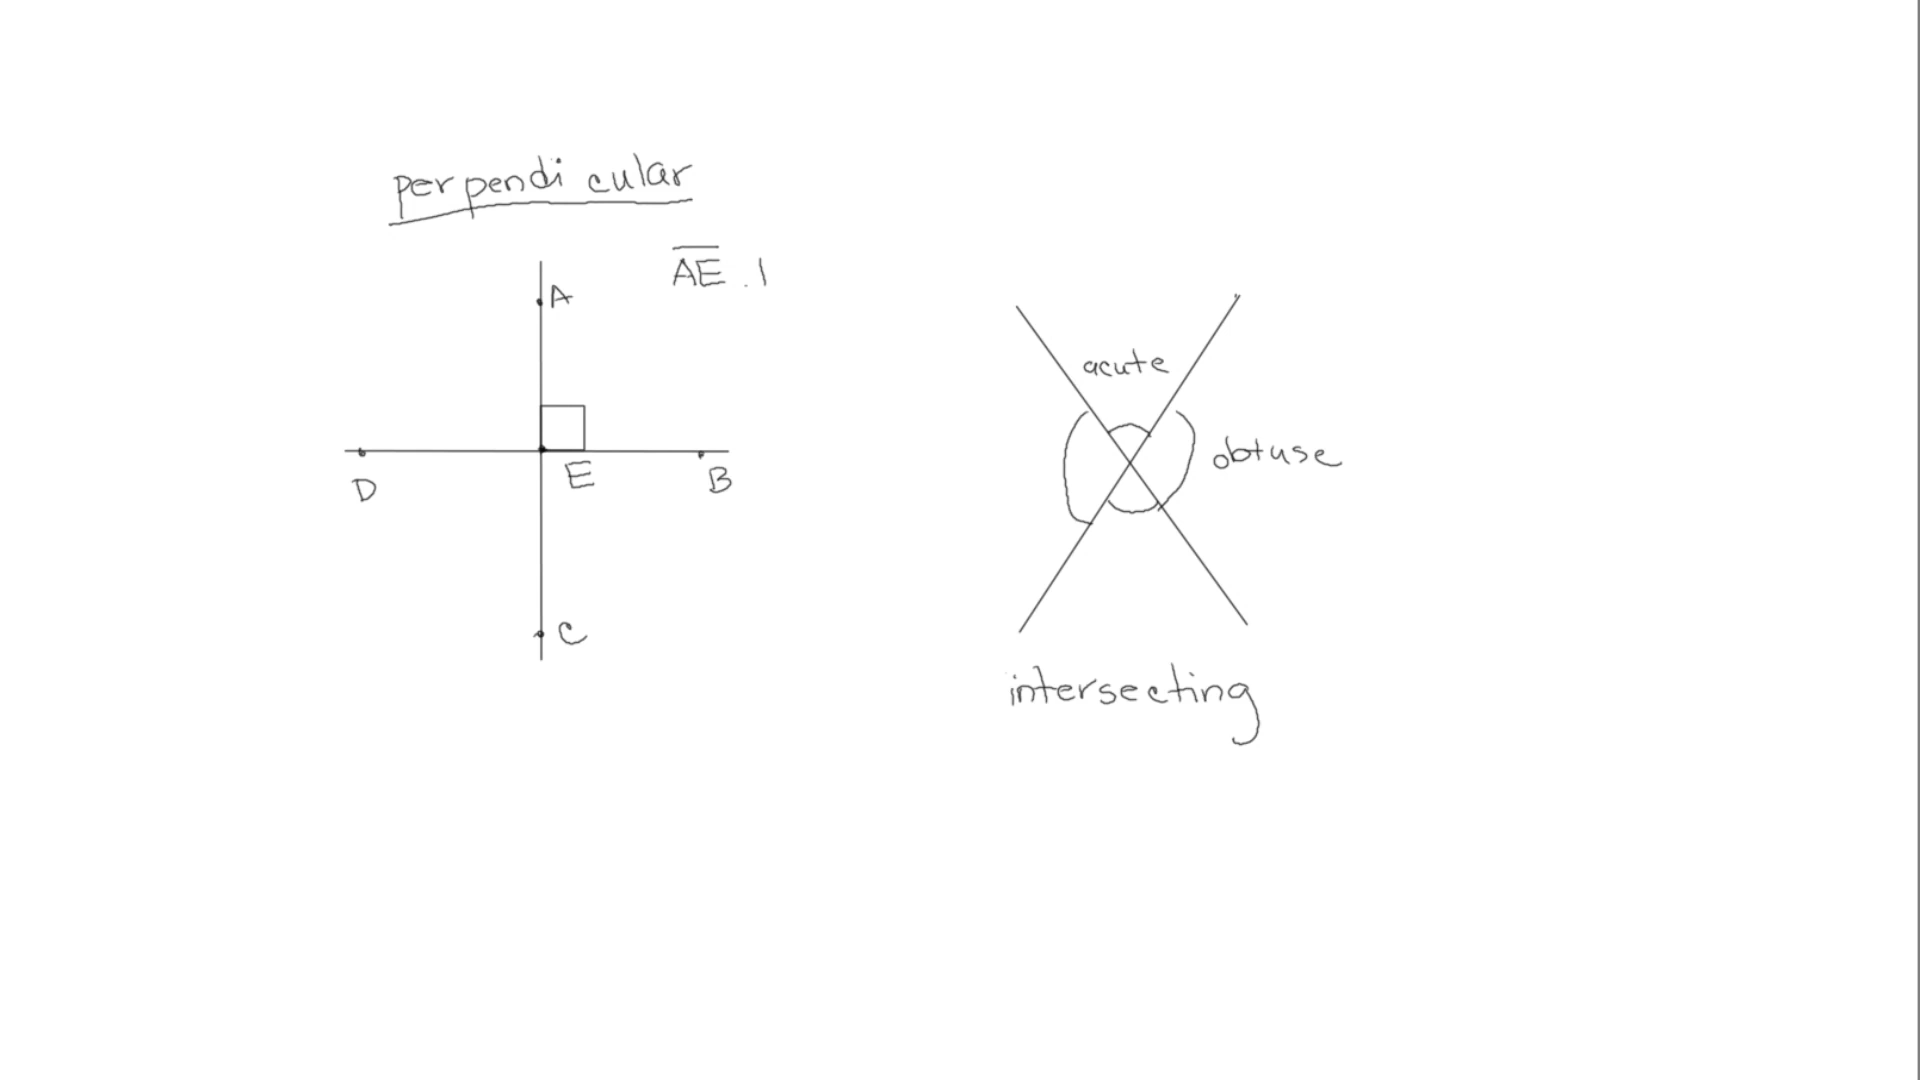 perpendicular
AE . |
A
D
E
B
C
acute
obtuse
intersecting